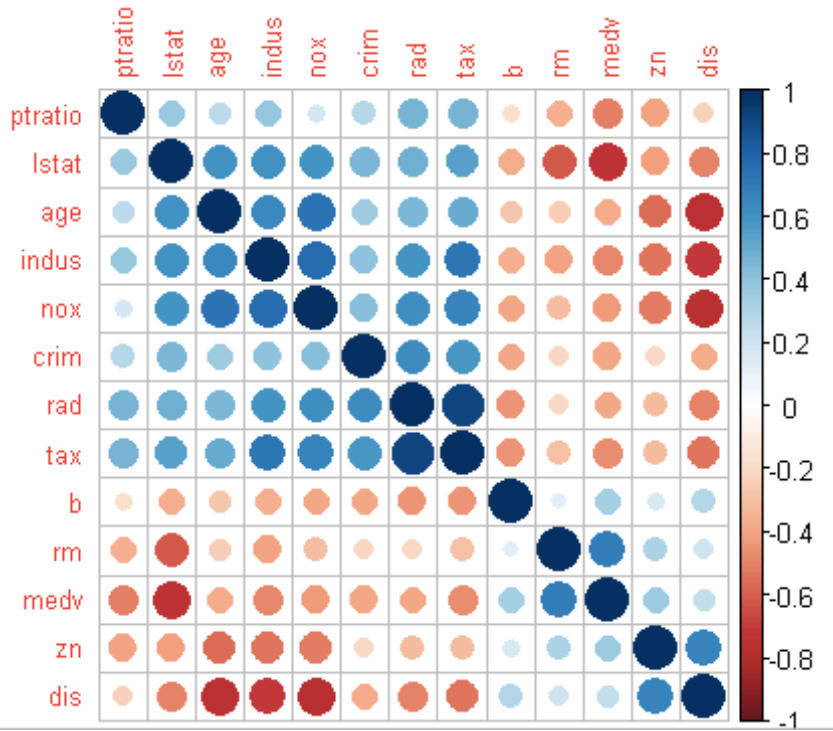 ptratio lstat age indus nox crim rad tax b rm medv zn dis
ptratio
lstat
age
indus
nox
crim
rad
tax
b
rm
medv
zn
dis
1
0.8
0.6
0.4
0.2
0
-0.2
-0.4
-0.6
-0.8
-1